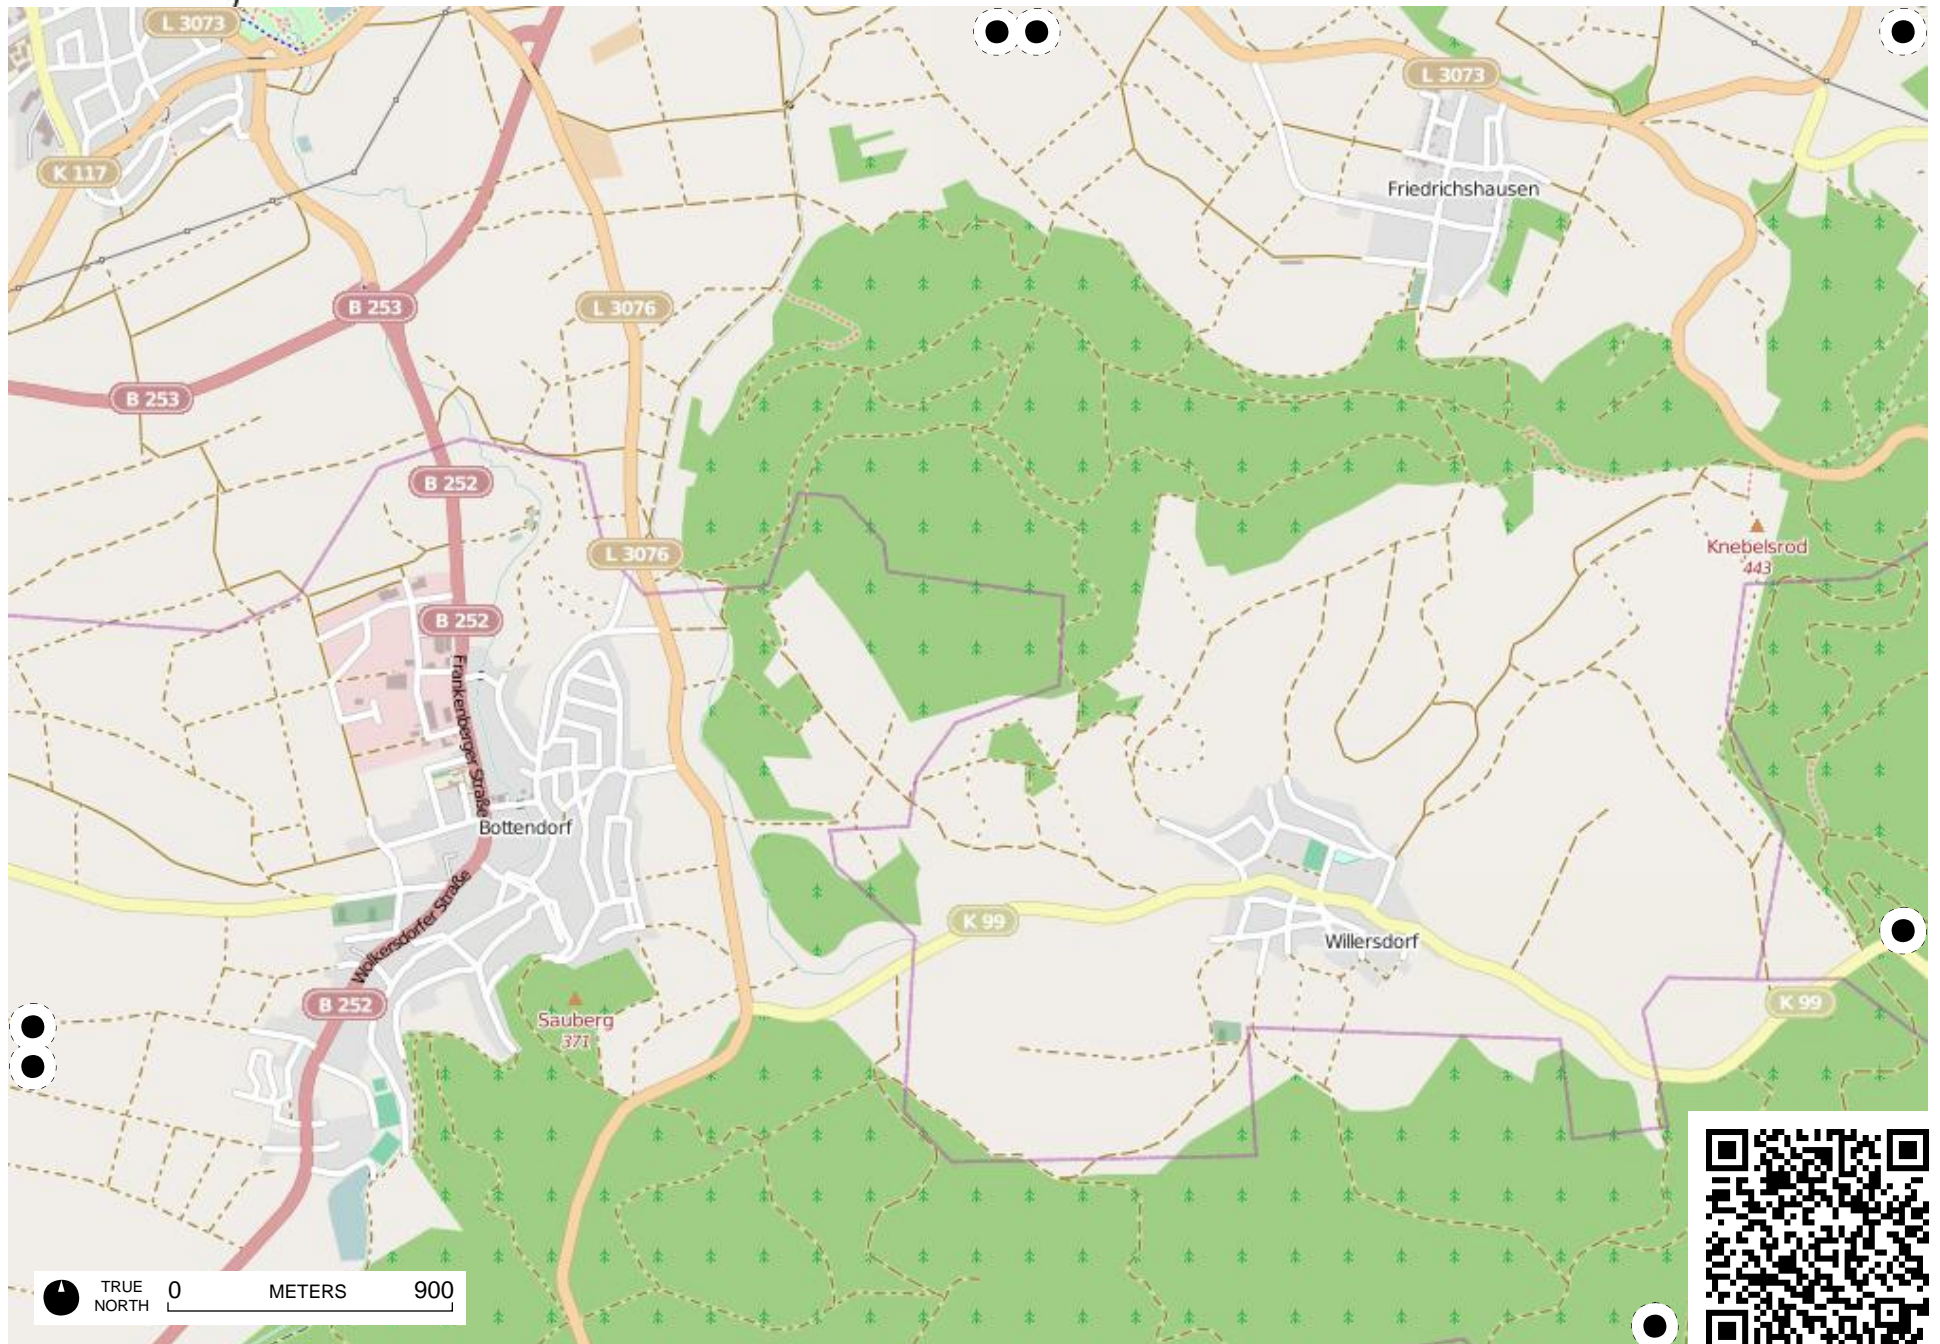 L 3073
L 3073
K 117
Friedrichshausen
B 253
L 3076
B 253
B 252
Knebelsrod
443
L 3076
B 252
Frankenberger Straße
Bottendorf
Wolkersdorfer Straße
K 99
Willersdorf
B 252
K 99
Sauberg
371
TRUE NORTH
0 METERS 900